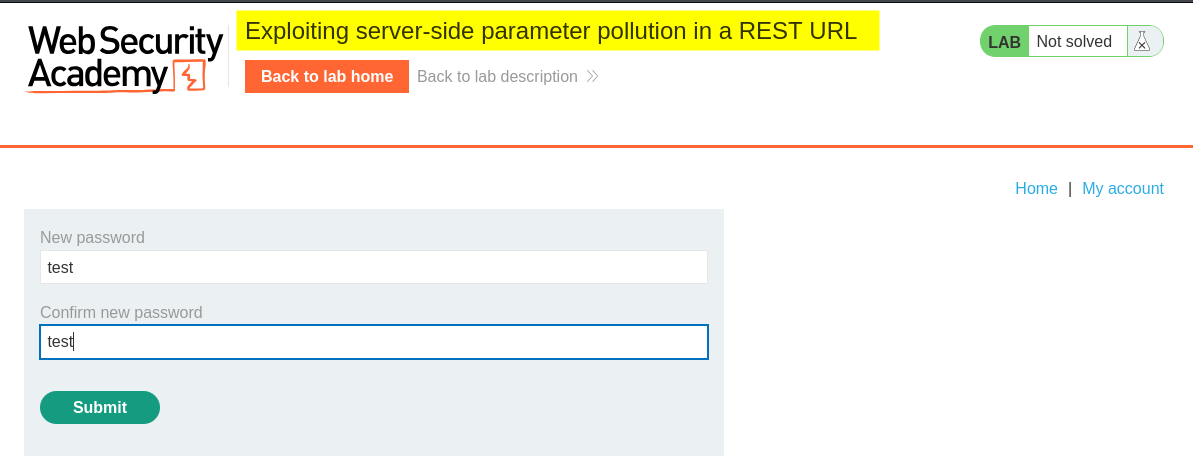 Web Security
Academy
Exploiting server-side parameter pollution in a REST URL
Back to lab home
Back to lab description
LAB
Not solved
Home | My account
New password
test
Confirm new password
test
Submit